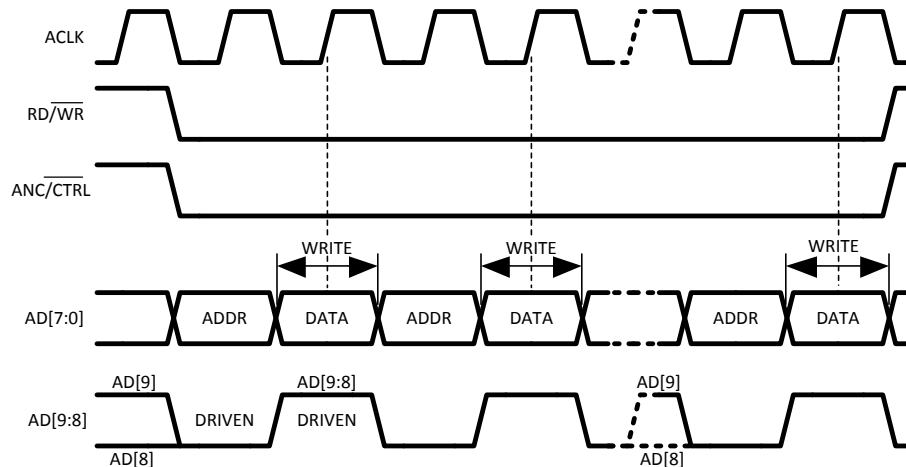 ACLK
RD/WR
ANC/CTRL
WRITE WRITE WRITE
AD[7:0] ADDR DATA ADDR DATA ADDR DATA
AD[9] AD[9:8] AD[9]
AD[9:8] DRIVEN DRIVEN
AD[8] AD[8]